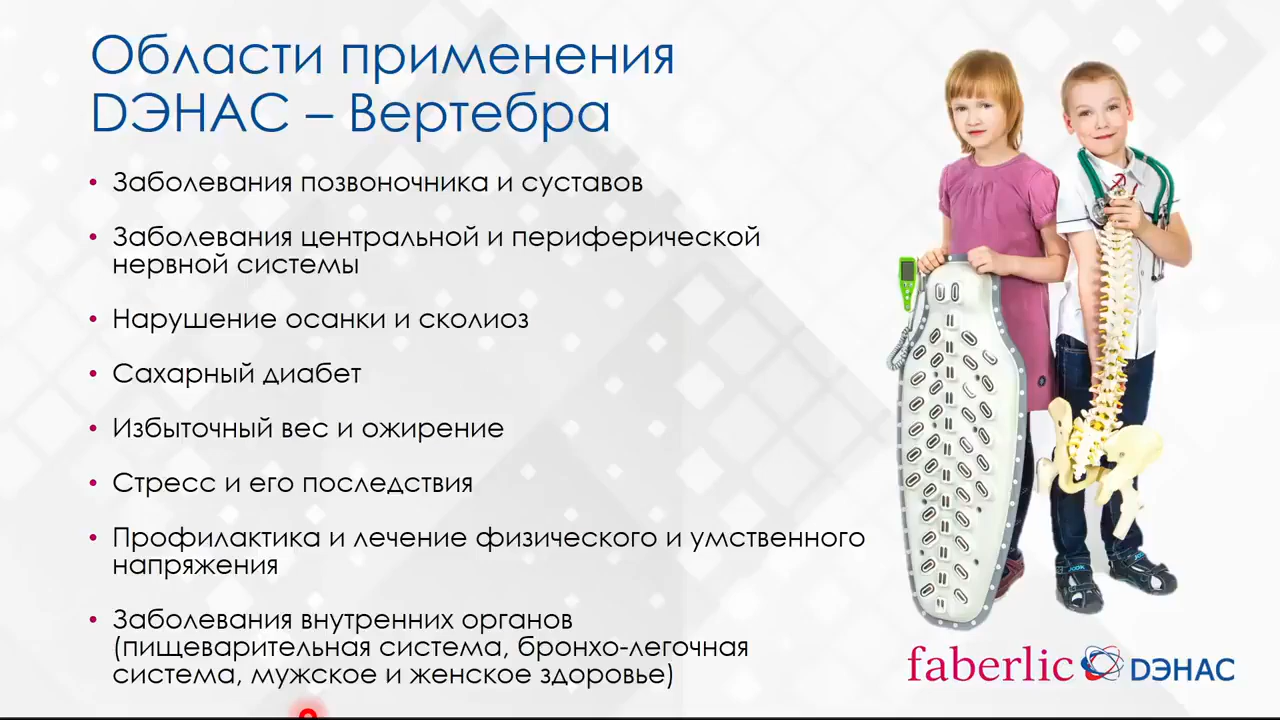 Области применения
DЭНАС – Вертебра
• Заболевания позвоночника и суставов
• Заболевания центральной и периферической
нервной системы
• Нарушение осанки и сколиоз
• Сахарный диабет
• Избыточный вес и ожирение
• Стресс и его последствия
• Профилактика и лечение физического и умственного
напряжения
• Заболевания внутренних органов
(пищеварительная система, бронхо-легочная
система, мужское и женское здоровье)
faberlic DЭНАС